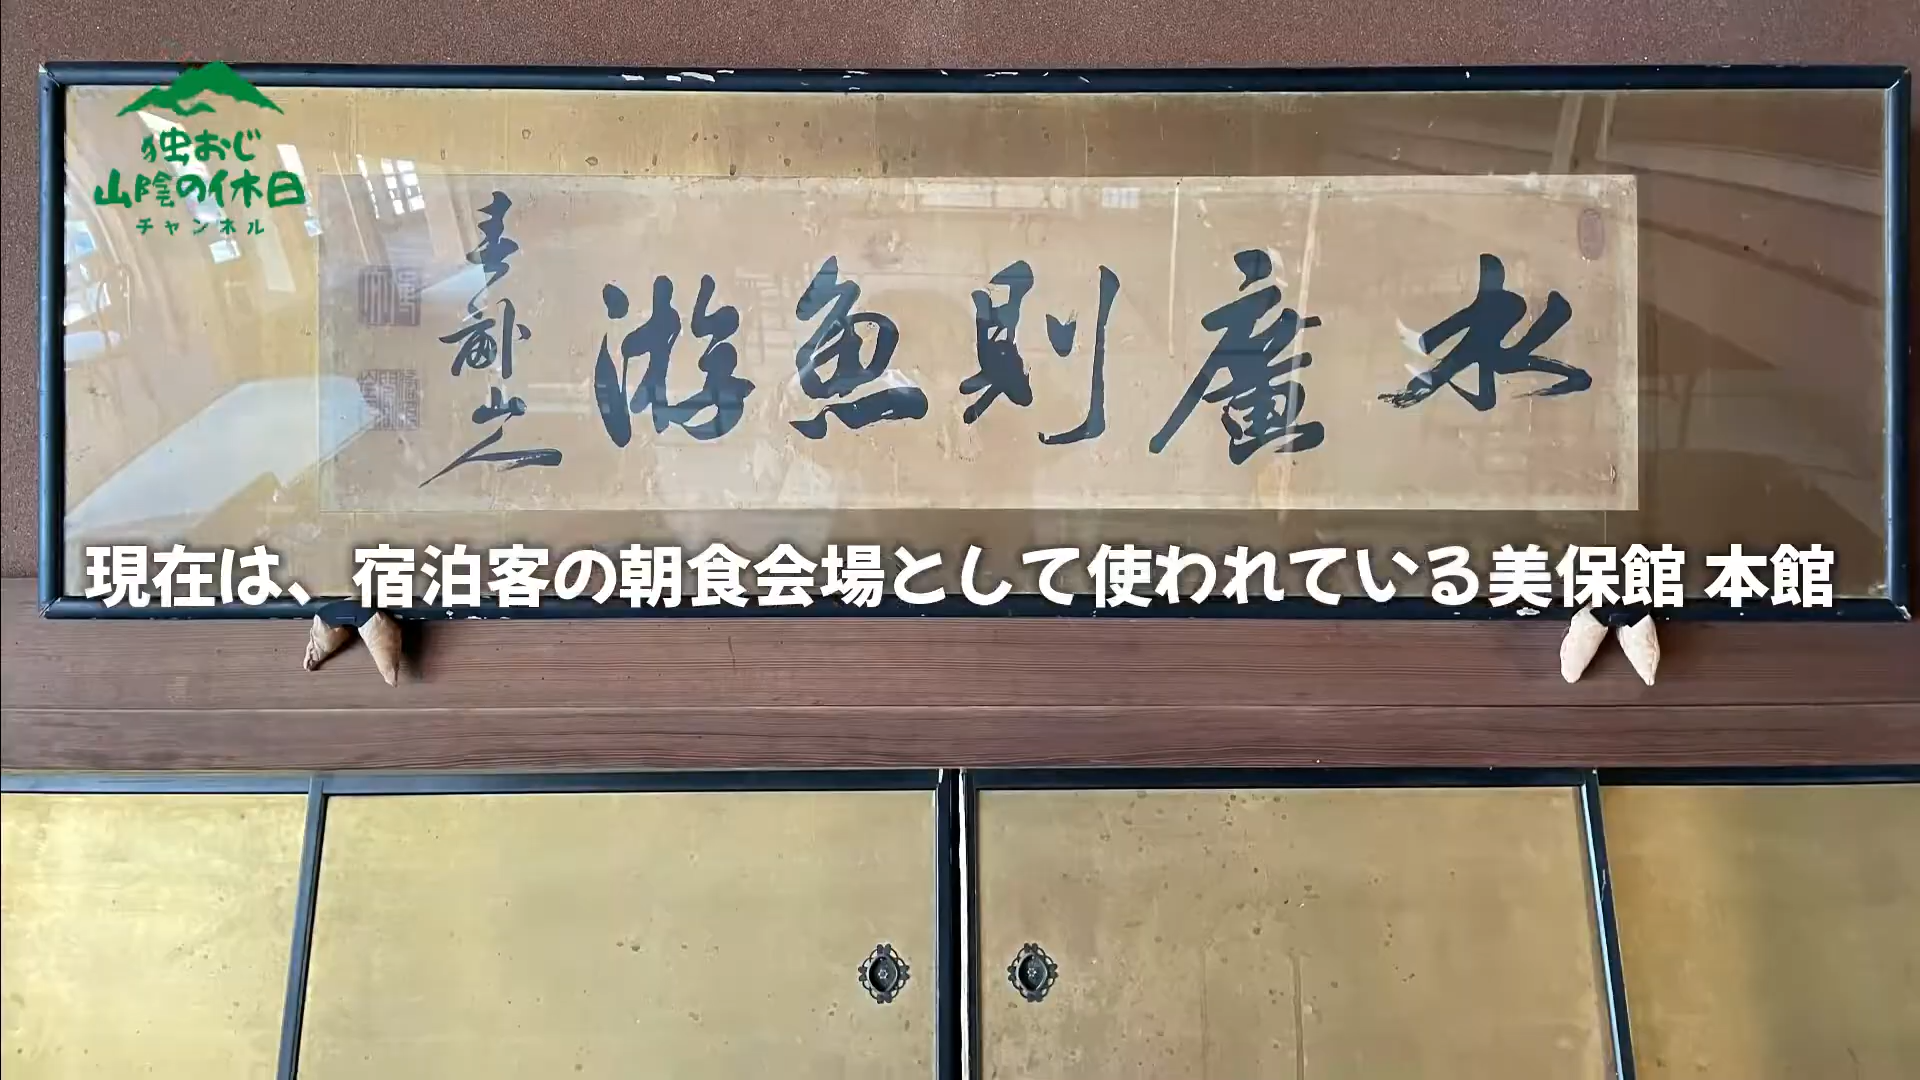 独おじ
山陰の休日
チャンネル
水廣則魚游
山人
現在は、宿泊客の朝食会場として使われている美保館 本館